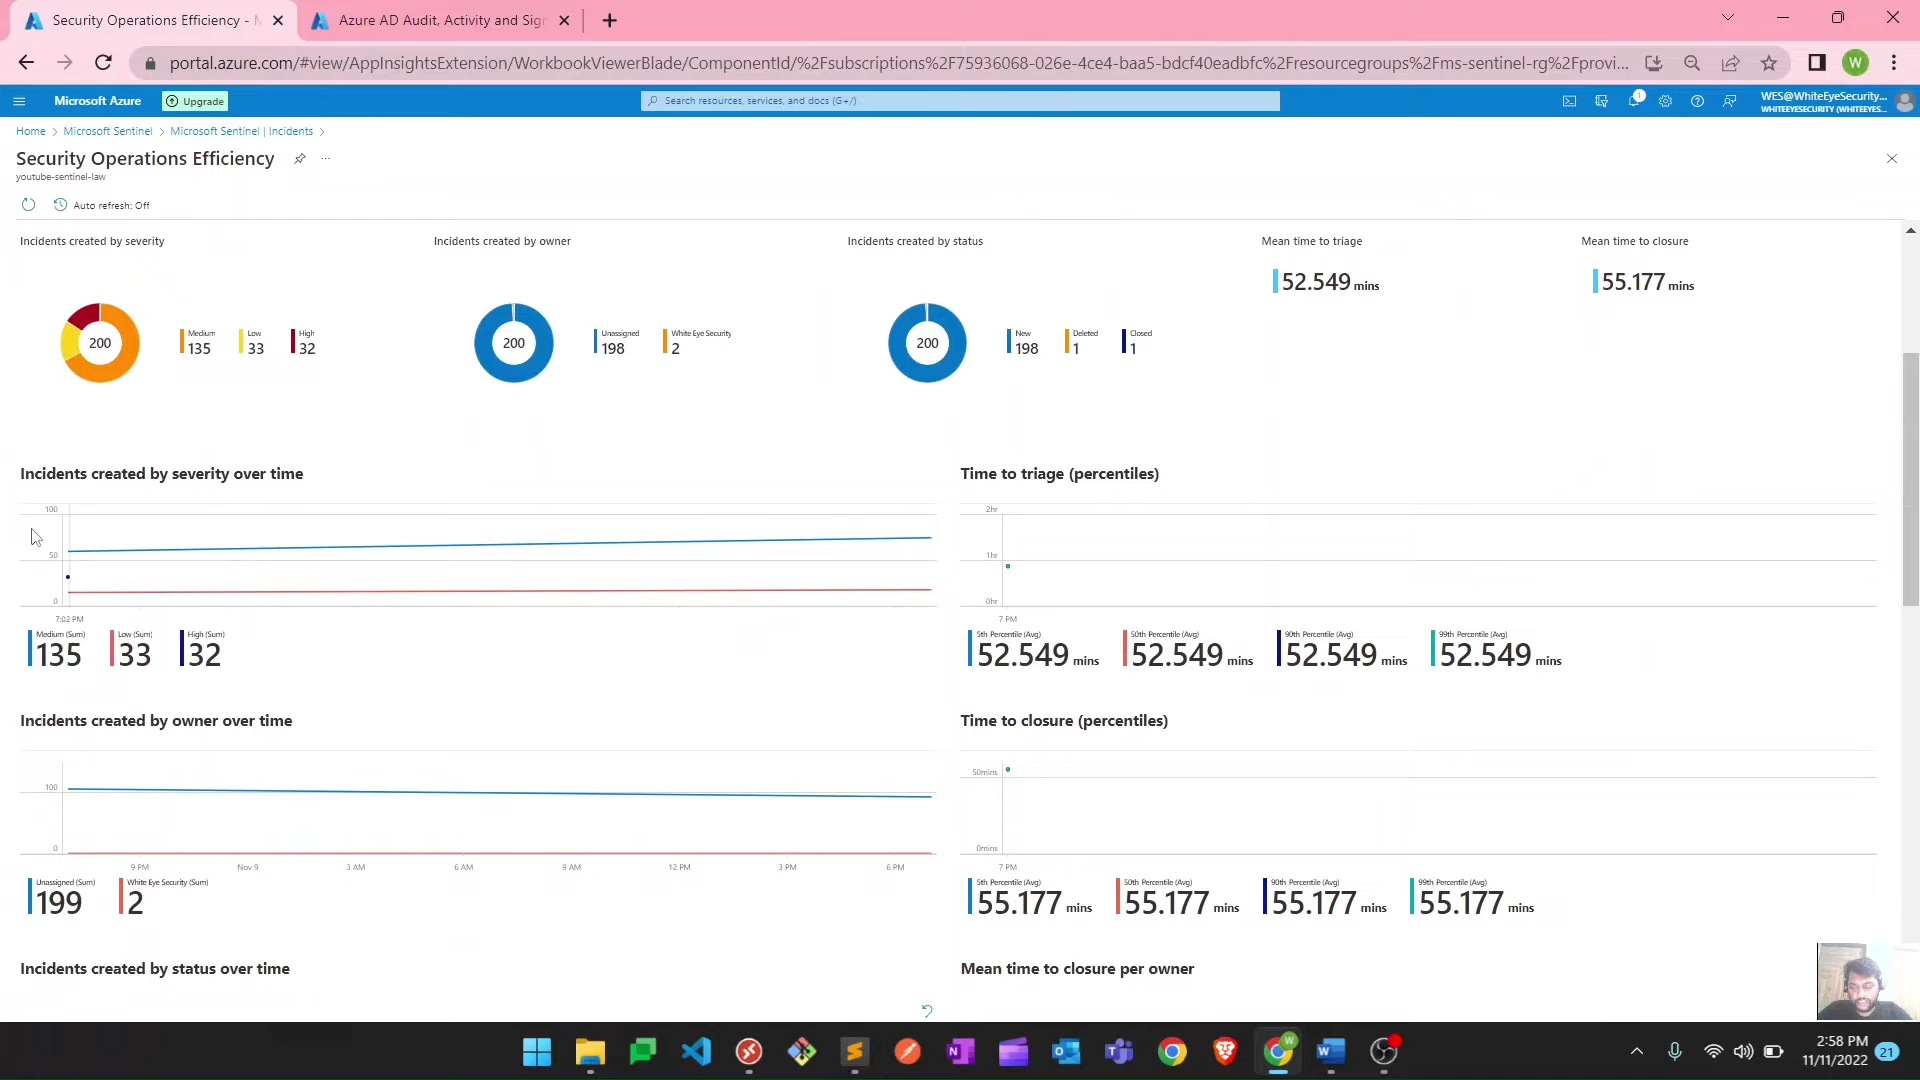 Security Operations Efficiency - M
Azure AD Audit, Activity and Sign
portal.azure.com/#view/AppInsightsExtension/WorkbookViewerBlade/ComponentId/%2Fsubscriptions%2F75936068-026e-4ce4-baa5-bdcf40eadbfc%2Fresourcegroups%2Fms-sentinel-rg%2Fprovi...
W
Microsoft Azure
Upgrade
Search resources, services, and docs (G+/)
1
WES@WhiteEyeSecurity...
WHITEEYESECURITY (WHITEEYES...
Home > Microsoft Sentinel > Microsoft Sentinel | Incidents >
Security Operations Efficiency
...
youtube-sentinel-law
Auto refresh: Off
Incidents created by severity
200
Medium
135
Low
33
High
32
Incidents created by owner
200
Unassigned
198
White Eye Security
2
Incidents created by status
200
New
198
Deleted
1
Closed
1
Mean time to triage
52.549 mins
Mean time to closure
55.177 mins
Incidents created by severity over time
100
50
0
7:02 PM
Medium (Sum)
135
Low (Sum)
33
High (Sum)
32
Time to triage (percentiles)
2hr
1hr
0hr
7 PM
5th Percentile (Avg)
52.549 mins
50th Percentile (Avg)
52.549 mins
90th Percentile (Avg)
52.549 mins
99th Percentile (Avg)
52.549 mins
Incidents created by owner over time
100
0
9 PM
Nov 9
3 AM
6 AM
9 AM
12 PM
3 PM
6 PM
Unassigned (Sum)
199
White Eye Security (Sum)
2
Time to closure (percentiles)
50mins
0mins
7 PM
5th Percentile (Avg)
55.177 mins
50th Percentile (Avg)
55.177 mins
90th Percentile (Avg)
55.177 mins
99th Percentile (Avg)
55.177 mins
Incidents created by status over time
Mean time to closure per owner
2:58 PM
11/11/2022
21